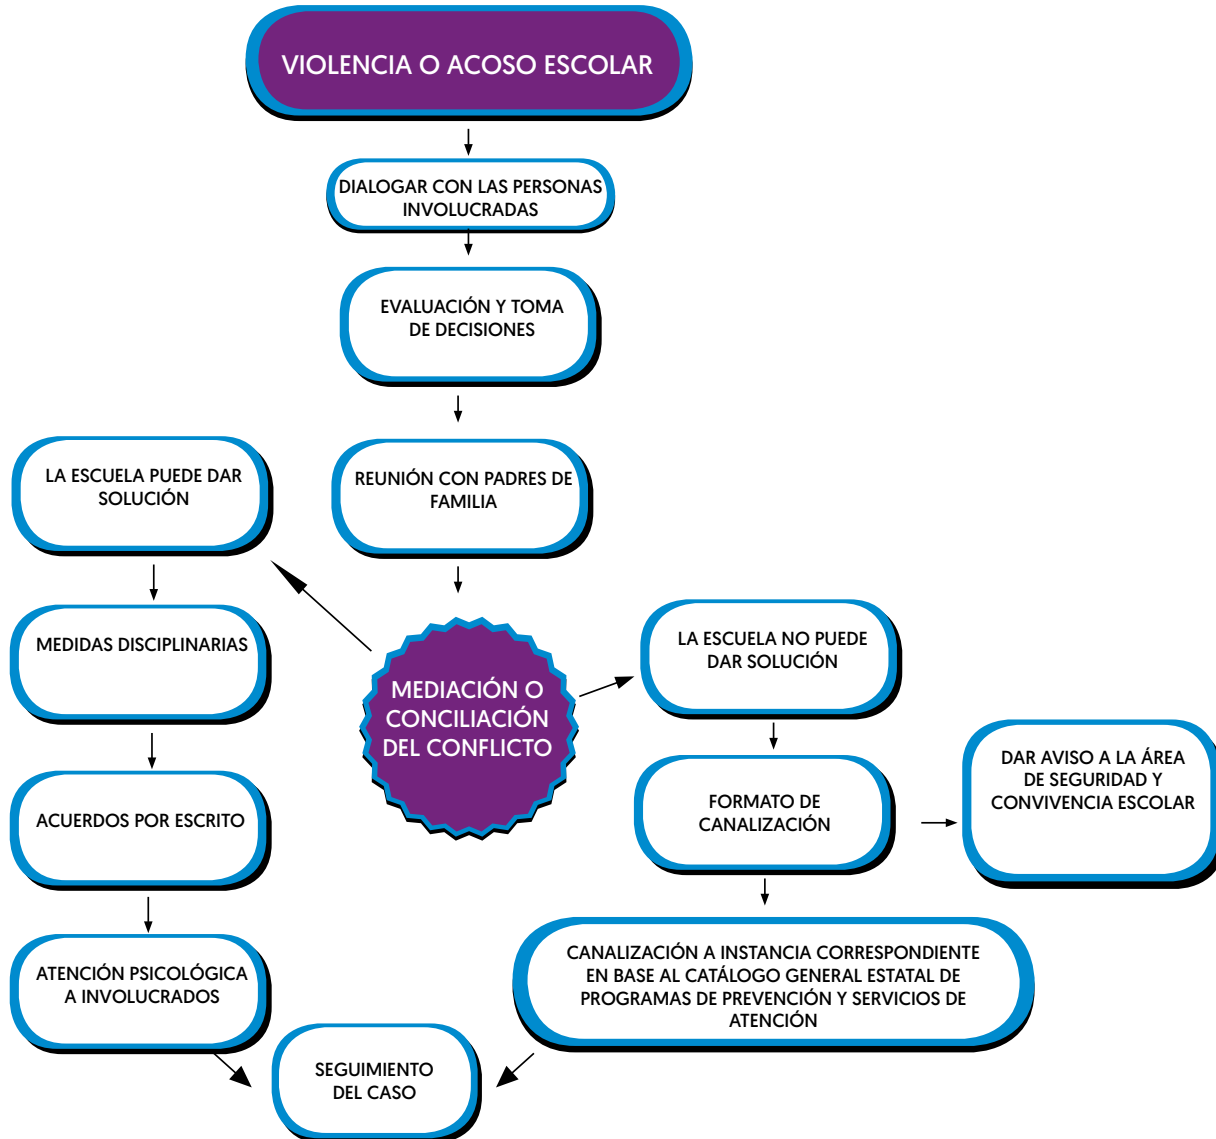 VIOLENCIA O ACOSO ESCOLAR
DIALOGAR CON LAS PERSONAS
INVOLUCRADAS
EVALUACIÓN Y TOMA
DE DECISIONES
REUNIÓN CON PADRES DE
FAMILIA
MEDIACIÓN O
CONCILIACIÓN
DEL CONFLICTO
LA ESCUELA PUEDE DAR
SOLUCIÓN
MEDIDAS DISCIPLINARIAS
ACUERDOS POR ESCRITO
ATENCIÓN PSICOLÓGICA
A INVOLUCRADOS
LA ESCUELA NO PUEDE
DAR SOLUCIÓN
FORMATO DE
CANALIZACIÓN
DAR AVISO A LA ÁREA
DE SEGURIDAD Y
CONVIVENCIA ESCOLAR
CANALIZACIÓN A INSTANCIA CORRESPONDIENTE
EN BASE AL CATÁLOGO GENERAL ESTATAL DE
PROGRAMAS DE PREVENCIÓN Y SERVICIOS DE
ATENCIÓN
SEGUIMIENTO
DEL CASO